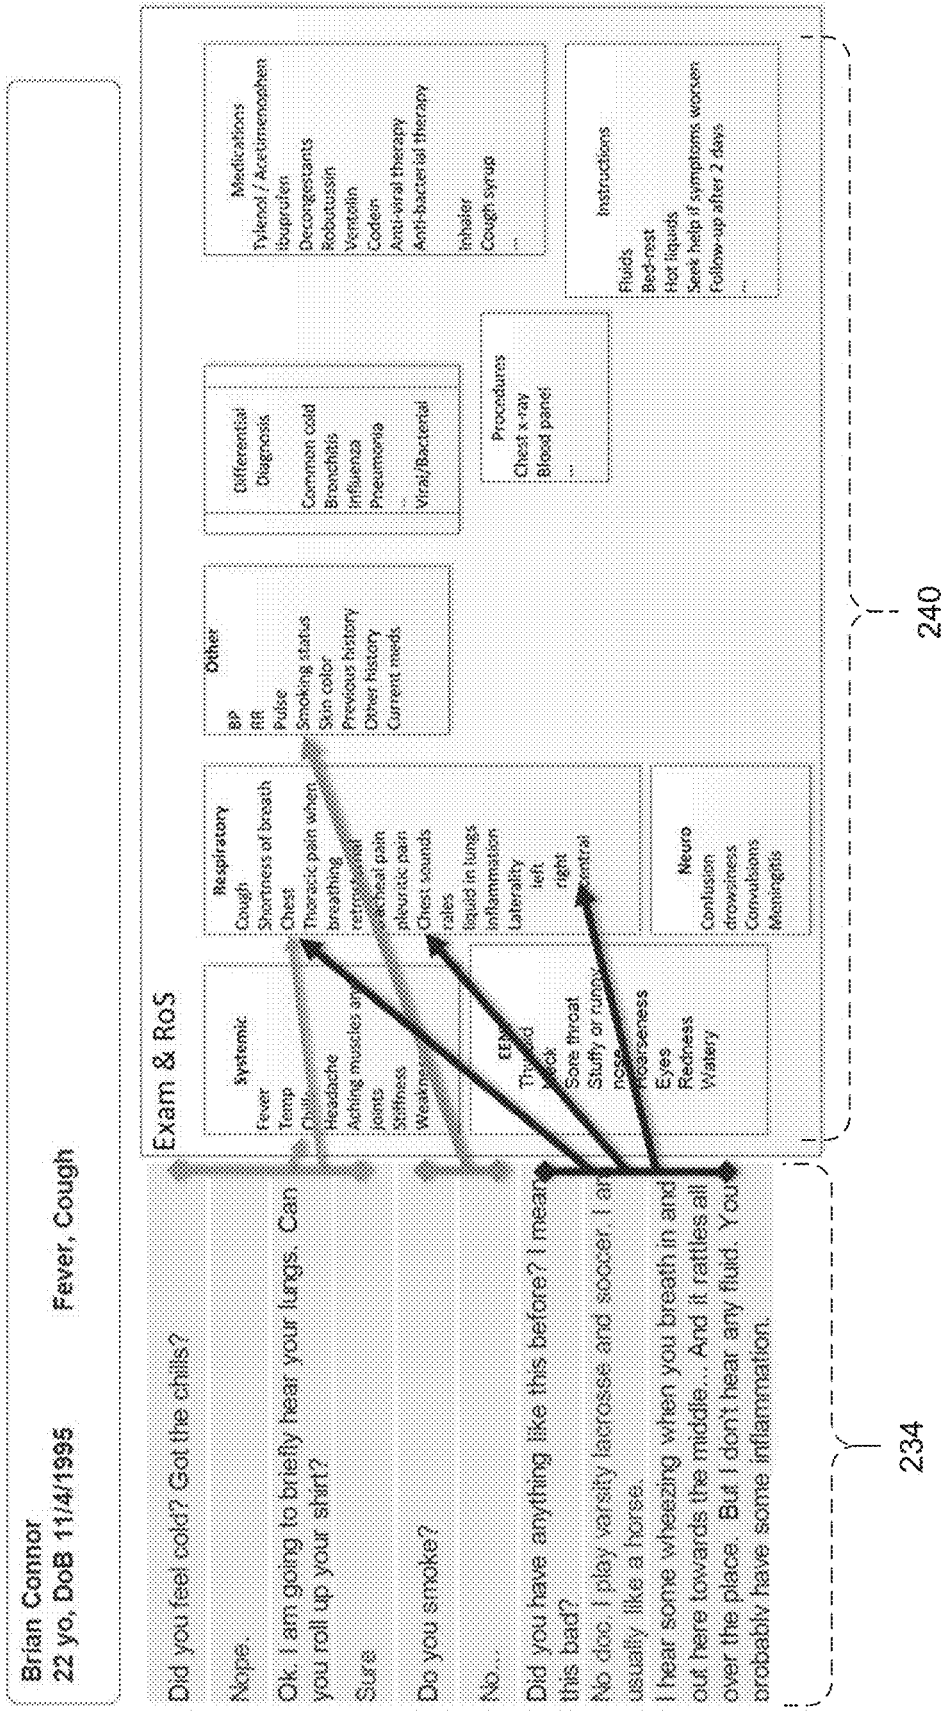 Brian Connor
22 yo, DoB 11/4/1995
Fever, Cough
Did you feel cold? Got the chills?
Nope.
Ok. I am going to briefly hear your lungs. Can
you roll up your shirt?
Sure
Do you smoke?
No...
Did you have anything like this before? I mean
this bad?
No doc. I play varsity lacrosse and soccer. I am
usually like a horse.
I hear some wheezing when you breath in and
out here towards the middle... And it rattles all
over the place. But I don't hear any fluid. You
probably have some inflammation.
234
Exam & RoS
Systemic
Fever
Temp
Chills
Headache
Aching muscles and
joints
Stiffness
Weakness
Neck
Sore throat
Stuffy or runny
nose
Hoarseness
Eyes
Redness
Watery
Respiratory
Cough
Shortness of breath
Chest
Thoracic pain when
breathing
tracheal pain
pleuritic pain
Chest sounds
rales
liquid in lungs
inflammation
Laterality
left
right
central
Neuro
Confusion
drowsiness
Convulsions
Meningitis
Other
BP
RR
Pulse
Smoking status
Skin color
Previous history
Other history
Current meds
Differential
Diagnosis
Common cold
Bronchitis
Influenza
Pneumonia
..
Viral/Bacterial
Procedures
Chest x-ray
Blood panel
...
Medications
Tylenol / Acetimenophen
Ibuprofen
Decongestants
Robutussin
Ventolin
Codein
Anti-viral therapy
Anti-bacterial therapy
Inhaler
Cough syrup
...
Instructions
Fluids
Bed-rest
Hot liquids
Seek help if symptoms worsen
Follow-up after 2 days
...
240